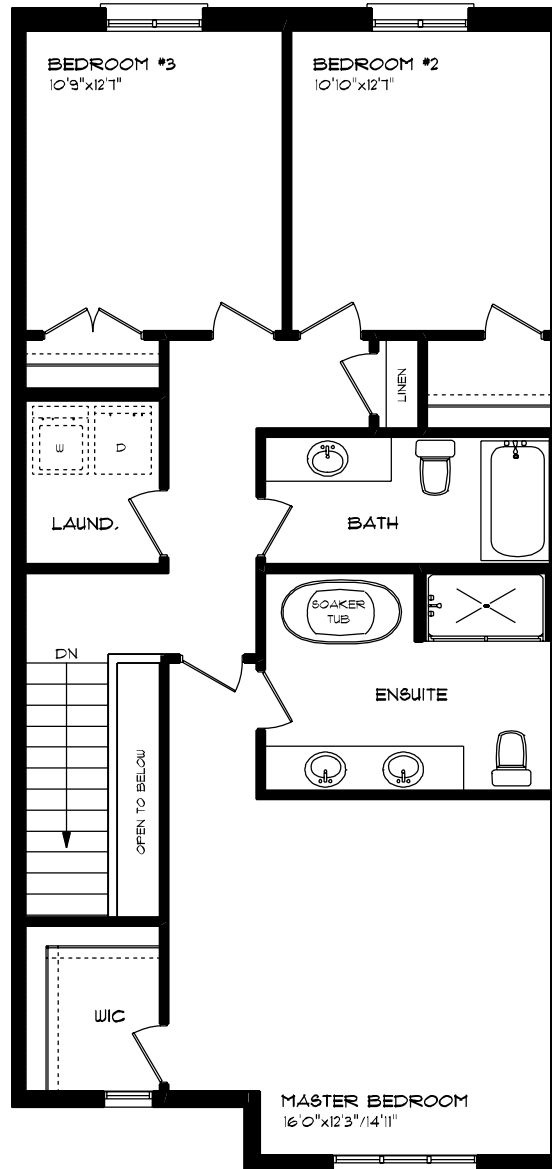 BEDROOM #3
10'9"x12'7"
BEDROOM #2
10'10"x12'7"
LINEN
W
D
LAUND.
BATH
SOAKER
TUB
DN
ENSUITE
OPEN TO BELOW
WIC
MASTER BEDROOM
16'0"x12'3"/14'11"